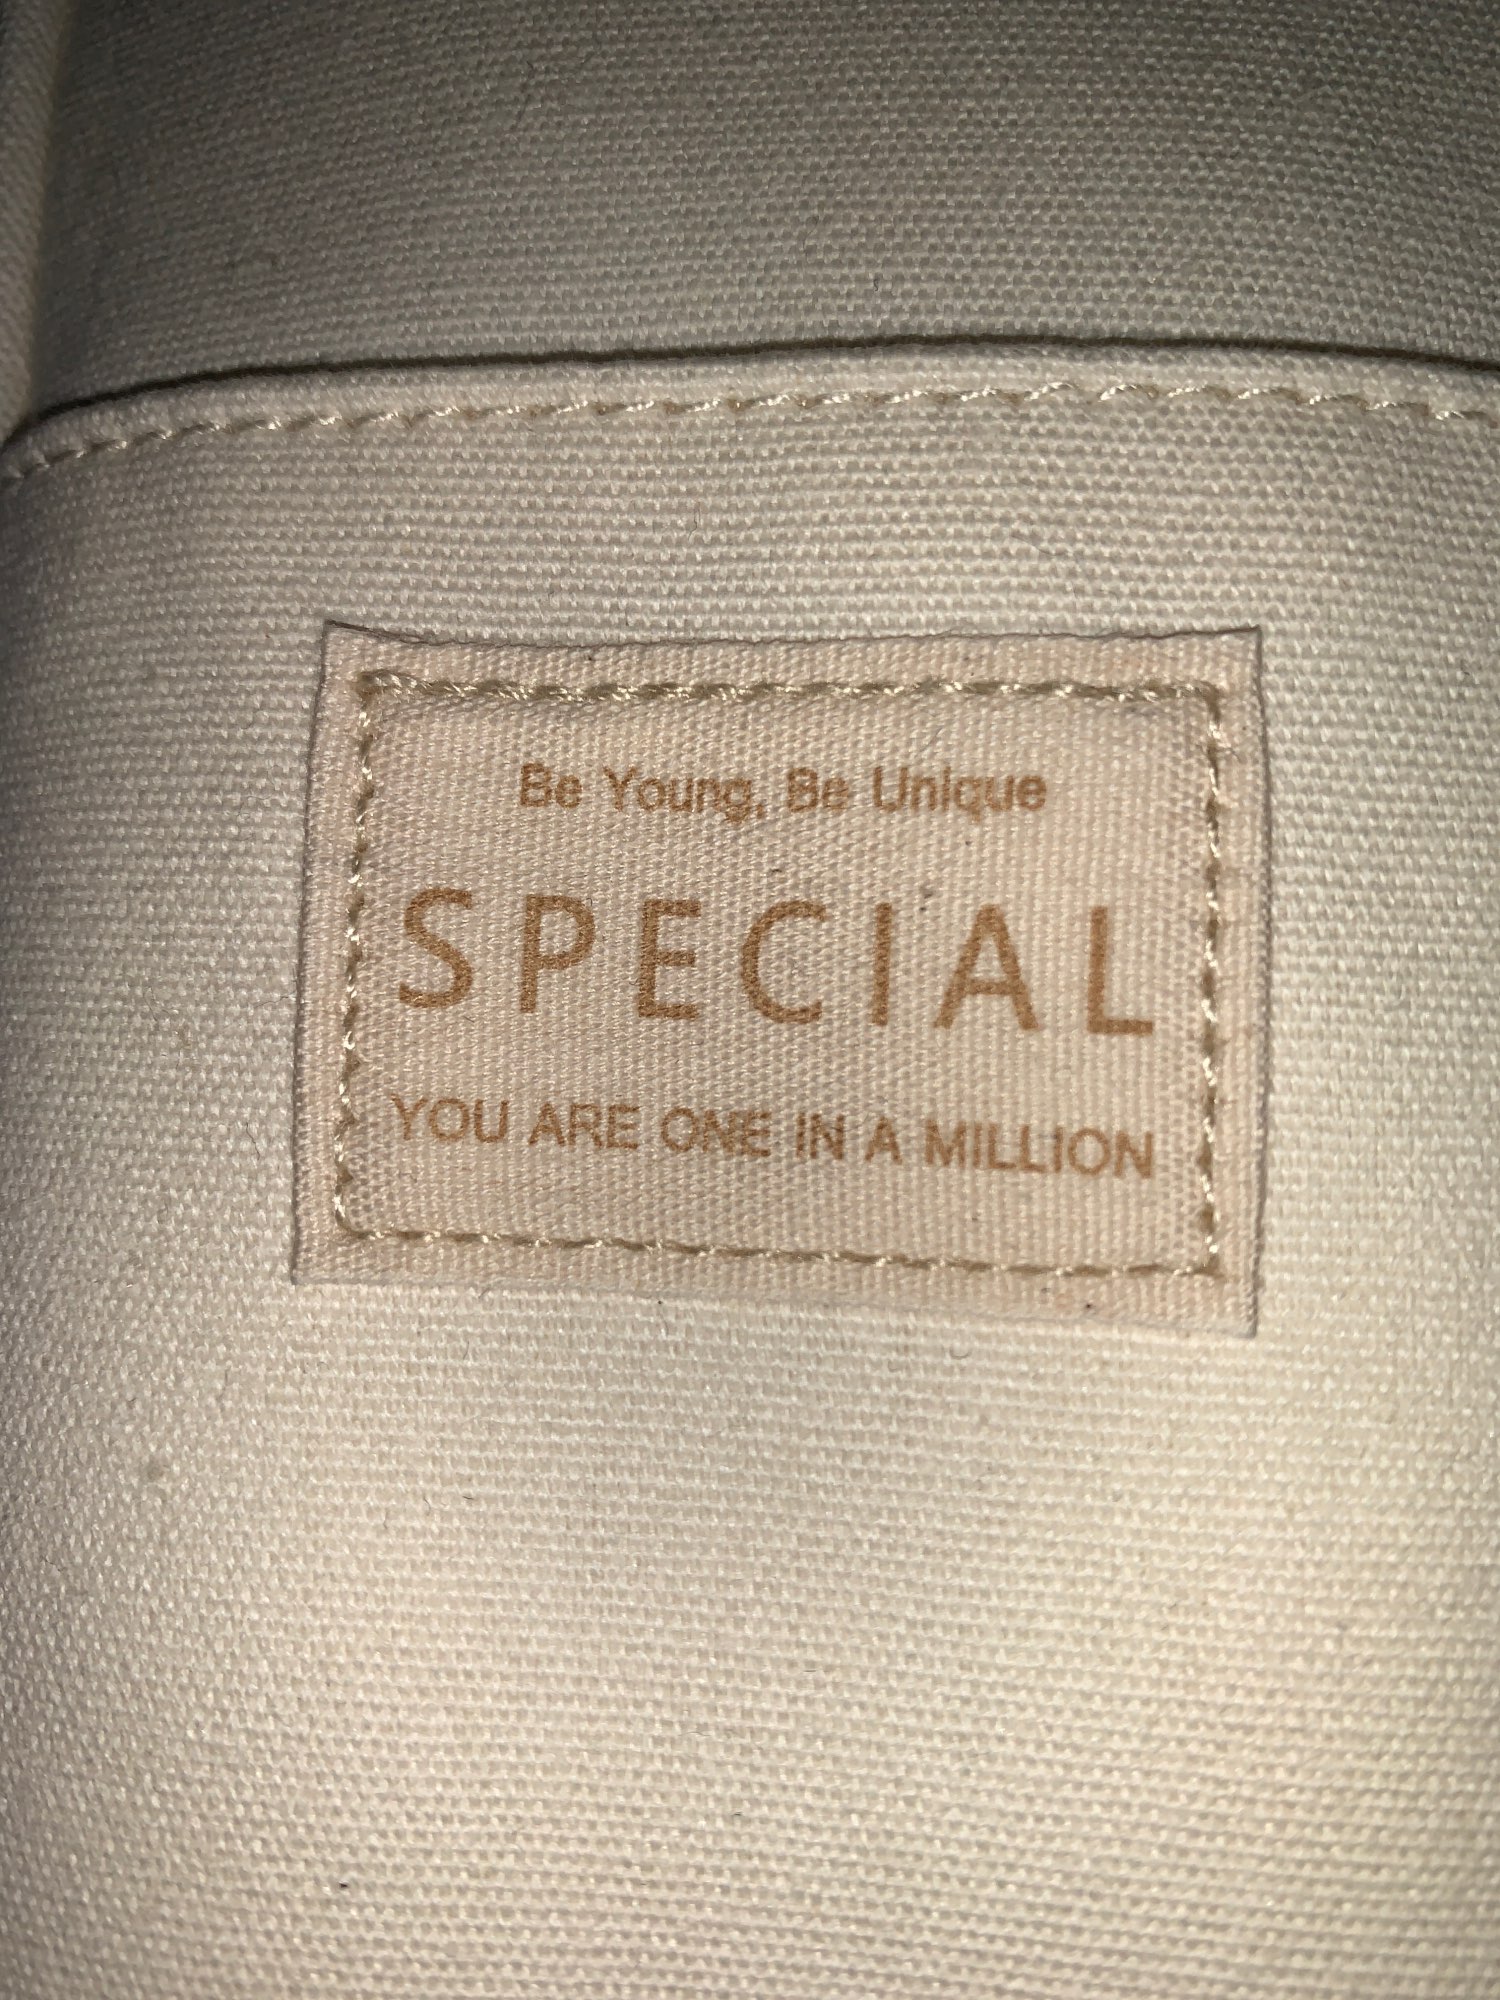 Be Young, Be Unique
SPECIAL
YOU ARE ONE IN A MILLION